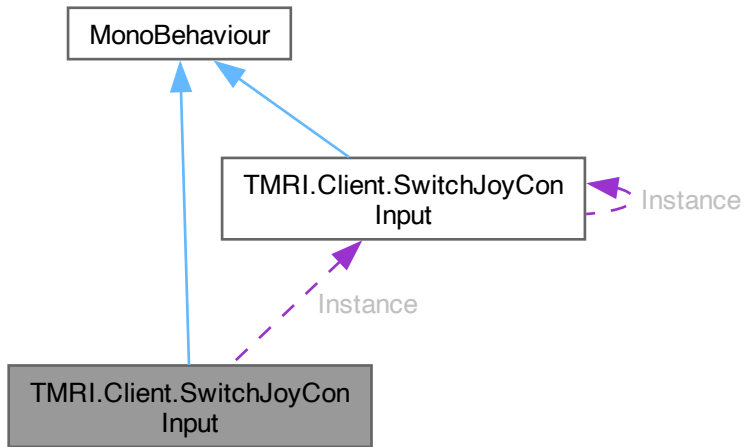 MonoBehaviour
TMRI.Client.SwitchJoyCon
Input
Instance
Instance
TMRI.Client.SwitchJoyCon
Input